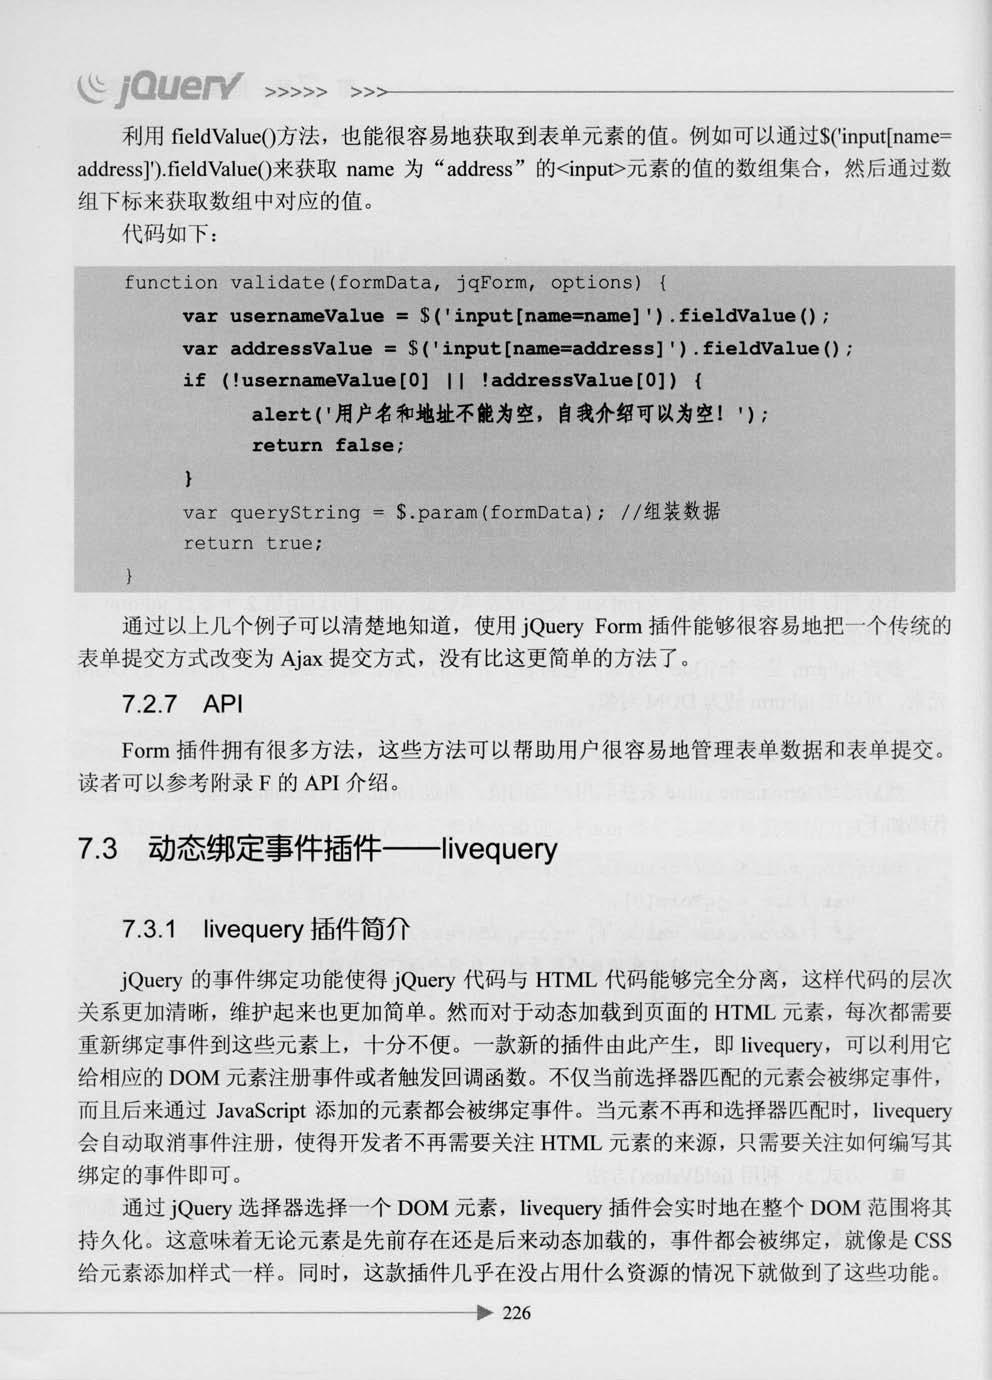 jQuery >>>>> >>>
利用 fieldValue()方法，也能很容易地获取到表单元素的值。例如可以通过$('input[name=
address]').fieldValue()来获取 name 为“address”的<input>元素的值的数组集合，然后通过数
组下标来获取数组中对应的值。
代码如下：
function validate(formData, jqForm, options) {
var usernameValue = $('input[name=name]').fieldValue();
var addressValue = $('input[name=address]').fieldValue();
if (!usernameValue[0] || !addressValue[0]) {
alert('用户名和地址不能为空，自我介绍可以为空！');
return false;
}
var queryString = $.param(formData); //组装数据
return true;
}
通过以上几个例子可以清楚地知道，使用 jQuery Form 插件能够很容易地把一个传统的
表单提交方式改变为 Ajax 提交方式，没有比这更简单的方法了。
7.2.7 API
Form 插件拥有很多方法，这些方法可以帮助用户很容易地管理表单数据和表单提交。
读者可以参考附录 F 的 API 介绍。
7.3 动态绑定事件插件——livequery
7.3.1 livequery 插件简介
jQuery 的事件绑定功能使得 jQuery 代码与 HTML 代码能够完全分离，这样代码的层次
关系更加清晰，维护起来也更加简单。然而对于动态加载到页面的 HTML 元素，每次都需要
重新绑定事件到这些元素上，十分不便。一款新的插件由此产生，即 livequery，可以利用它
给相应的 DOM 元素注册事件或者触发回调函数。不仅当前选择器匹配的元素会被绑定事件，
而且后来通过 JavaScript 添加的元素都会被绑定事件。当元素不再和选择器匹配时，livequery
会自动取消事件注册，使得开发者不再需要关注 HTML 元素的来源，只需要关注如何编写其
绑定的事件即可。
通过 jQuery 选择器选择一个 DOM 元素，livequery 插件会实时地在整个 DOM 范围将其
持久化。这意味着无论元素是先前存在还是后来动态加载的，事件都会被绑定，就像是 CSS
给元素添加样式一样。同时，这款插件几乎在没占用什么资源的情况下就做到了这些功能。
226